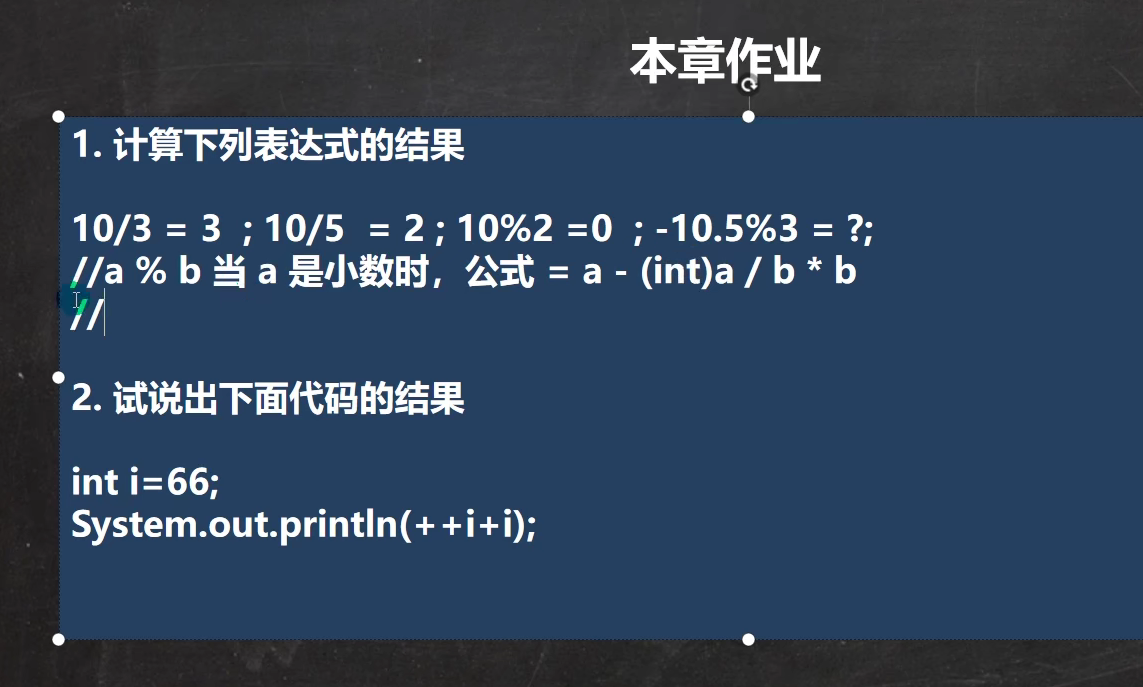 本章作业
1. 计算下列表达式的结果
10/3 = 3 ; 10/5 = 2 ; 10%2 =0 ; -10.5%3 = ?;
//a % b 当 a 是小数时，公式 = a - (int)a / b * b
//
2. 试说出下面代码的结果
int i=66;
System.out.println(++i+i);